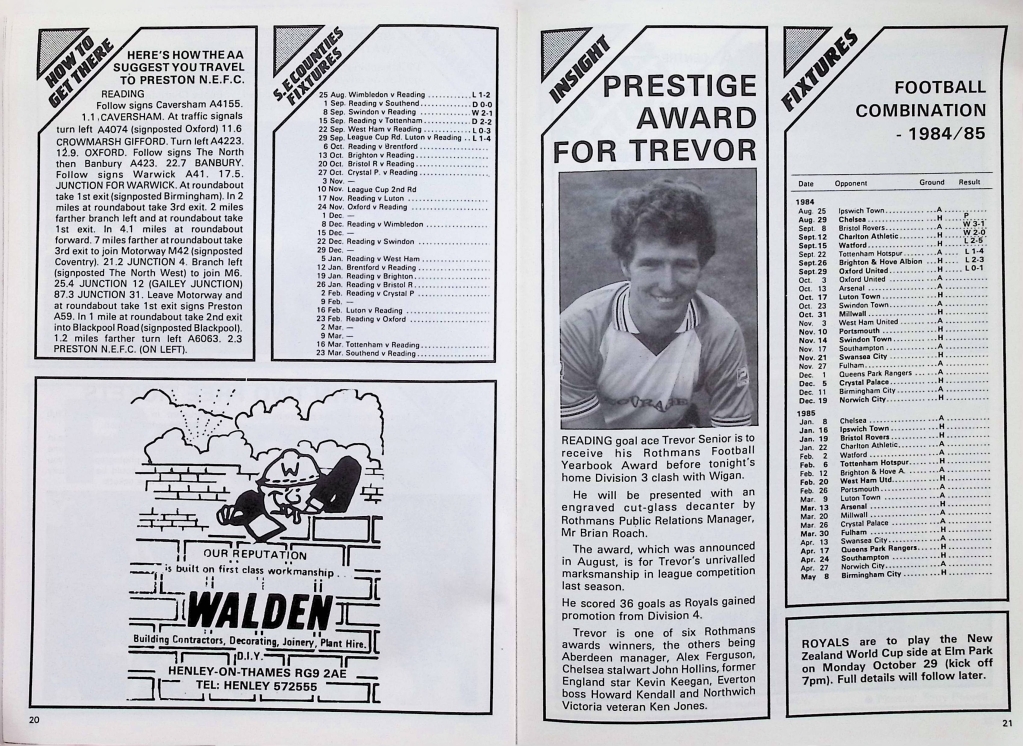 HOW TO
GET THERE
HERE'S HOW THE AA
SUGGEST YOU TRAVEL
TO PRESTON N.E.F.C.
READING
Follow signs Caversham A4155.
1.1 .CAVERSHAM. At traffic signals
turn left A4074 (signposted Oxford) 11.6
CROWMARSH GIFFORD. Turn left A4223.
12.9. OXFORD. Follow signs The North
then Banbury A423. 22.7 BANBURY.
Follow signs Warwick A41. 17.5.
JUNCTION FOR WARWICK. At roundabout
take 1st exit (signposted Birmingham). In 2
miles at roundabout take 3rd exit. 2 miles
farther branch left and at roundabout take
1st exit. In 4.1 miles at roundabout
forward. 7 miles farther at roundabout take
3rd exit to join Motorway M42 (signposted
Coventry). 21.2 JUNCTION 4. Branch left
(signposted The North West) to join M6.
25.4 JUNCTION 12 (GAILEY JUNCTION)
87.3 JUNCTION 31. Leave Motorway and
at roundabout take 1st exit signs Preston
A59. In 1 mile at roundabout take 2nd exit
into Blackpool Road (signposted Blackpool).
1.2 miles farther turn left A6063. 2.3
PRESTON N.E.F.C. (ON LEFT).
S.E COUNTIES
FIXTURES
25 Aug. Wimbledon v Reading ........... L 1-2
1 Sep. Reading v Southend ............ D 0-0
8 Sep. Swindon v Reading ............. W 2-1
15 Sep. Reading v Tottenham ........... D 2-2
22 Sep. West Ham v Reading ............ L 0-3
29 Sep. League Cup Rd. Luton v Reading .. L 1-4
6 Oct. Reading v Brentford
13 Oct. Brighton v Reading
20 Oct. Bristol R v Reading
27 Oct. Crystal P. v Reading
3 Nov. —
10 Nov. League Cup 2nd Rd
17 Nov. Reading v Luton
24 Nov. Oxford v Reading
1 Dec. —
8 Dec. Reading v Wimbledon
15 Dec. —
22 Dec. Reading v Swindon
29 Dec. —
5 Jan. Reading v West Ham
12 Jan. Brentford v Reading
19 Jan. Reading v Brighton
26 Jan. Reading v Bristol R
2 Feb. Reading v Crystal P
9 Feb. —
16 Feb. Luton v Reading
23 Feb. Reading v Oxford
2 Mar. —
9 Mar. —
16 Mar. Tottenham v Reading
23 Mar. Southend v Reading
W
OUR REPUTATION
is built on first class workmanship . .
WALDEN
Building Contractors, Decorating, Joinery, Plant Hire.
D.I.Y.
HENLEY-ON-THAMES RG9 2AE
TEL: HENLEY 572555
20
INSIGHT
PRESTIGE
AWARD
FOR TREVOR
COURAGE
READING goal ace Trevor Senior is to
receive his Rothmans Football
Yearbook Award before tonight's
home Division 3 clash with Wigan.
He will be presented with an
engraved cut-glass decanter by
Rothmans Public Relations Manager,
Mr Brian Roach.
The award, which was announced
in August, is for Trevor's unrivalled
marksmanship in league competition
last season.
He scored 36 goals as Royals gained
promotion from Division 4.
Trevor is one of six Rothmans
awards winners, the others being
Aberdeen manager, Alex Ferguson,
Chelsea stalwart John Hollins, former
England star Kevin Keegan, Everton
boss Howard Kendall and Northwich
Victoria veteran Ken Jones.
FIXTURES
FOOTBALL
COMBINATION
- 1984/85
Date Opponent Ground Result
1984
Aug. 25 Ipswich Town A
Aug. 29 Chelsea H P
Sept. 8 Bristol Rovers A W 3-1
Sept. 12 Charlton Athletic H W 2-0
Sept. 15 Watford H L 2-5
Sept. 22 Tottenham Hotspur A L 1-4
Sept. 26 Brighton & Hove Albion H L 2-3
Sept. 29 Oxford United H L 0-1
Oct. 3 Oxford United A
Oct. 13 Arsenal A
Oct. 17 Luton Town H
Oct. 23 Swindon Town A
Oct. 31 Millwall H
Nov. 3 West Ham United A
Nov. 10 Portsmouth H
Nov. 14 Swindon Town H
Nov. 17 Southampton A
Nov. 21 Swansea City H
Nov. 27 Fulham A
Dec. 1 Queens Park Rangers A
Dec. 5 Crystal Palace H
Dec. 11 Birmingham City A
Dec. 19 Norwich City H
1985
Jan. 8 Chelsea A
Jan. 16 Ipswich Town H
Jan. 19 Bristol Rovers H
Jan. 22 Charlton Athletic A
Feb. 2 Watford A
Feb. 6 Tottenham Hotspur H
Feb. 12 Brighton & Hove A. A
Feb. 20 West Ham Utd. H
Feb. 26 Portsmouth A
Mar. 9 Luton Town A
Mar. 13 Arsenal H
Mar. 20 Millwall A
Mar. 26 Crystal Palace A
Mar. 30 Fulham H
Apr. 13 Swansea City A
Apr. 17 Queens Park Rangers H
Apr. 24 Southampton H
Apr. 27 Norwich City A
May 8 Birmingham City H
ROYALS are to play the New
Zealand World Cup side at Elm Park
on Monday October 29 (kick off
7pm). Full details will follow later.
21